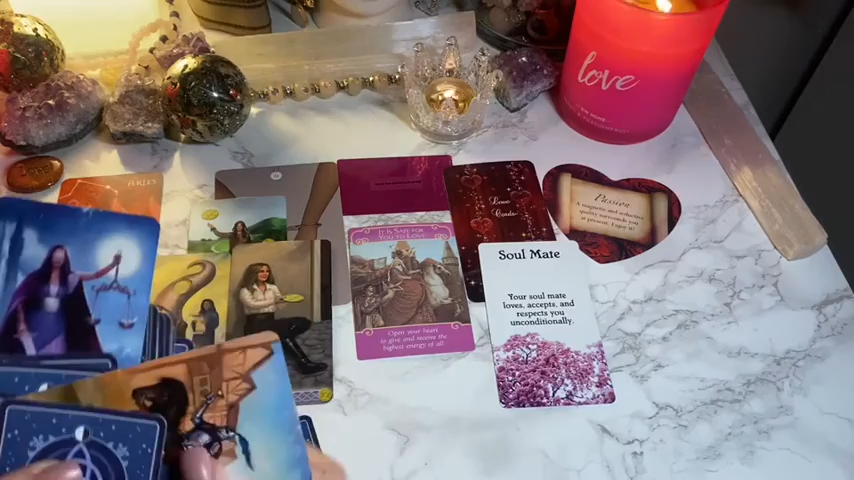 love
ARIES
Love
Cards
Passion
A magnetic and seductive
quality surrounds you
at present. Enjoy it!
IT IS SAFE FOR
YOU TO LOVE
Open your heart
to give and receive the
highest energy of all.
SOUL MATE
Your soul mate
loves, accepts, and
respects you
unconditionally.